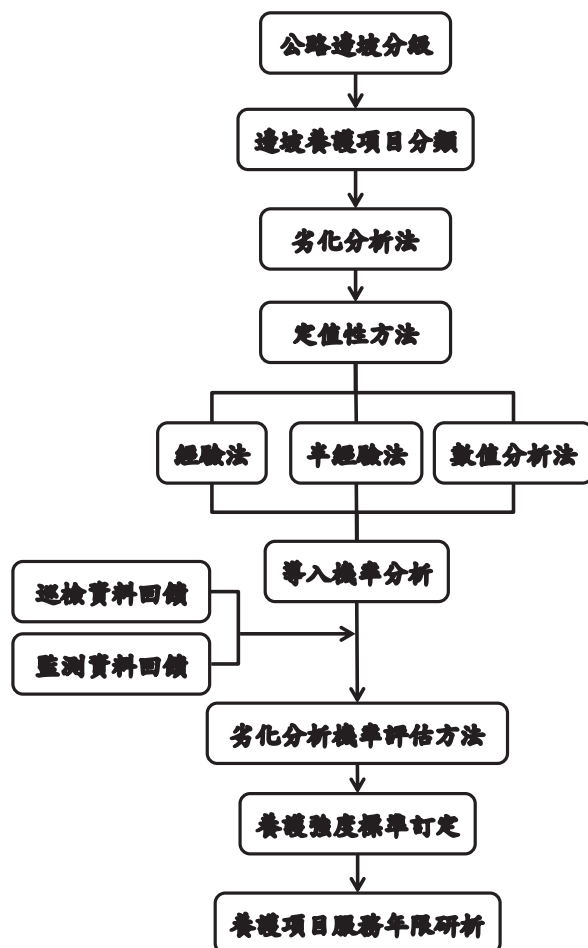 公路邊坡分級
邊坡養護項目分類
劣化分析法
定值性方法
經驗法
半經驗法
數值分析法
導入機率分析
巡檢資料回饋
監測資料回饋
劣化分析機率評估方法
養護強度標準訂定
養護項目服務年限研析